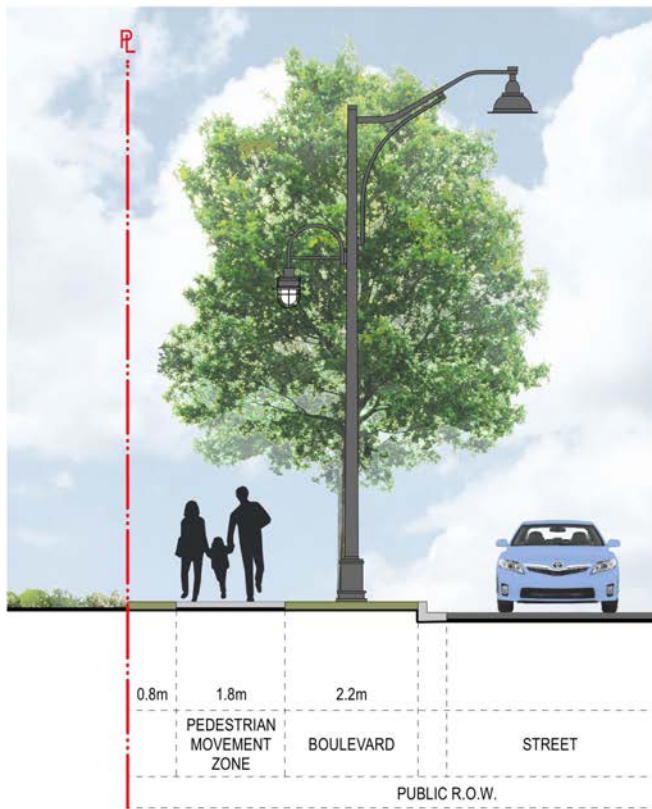 PL
0.8m 1.8m 2.2m
PEDESTRIAN
MOVEMENT
ZONE
BOULEVARD
STREET
PUBLIC R.O.W.